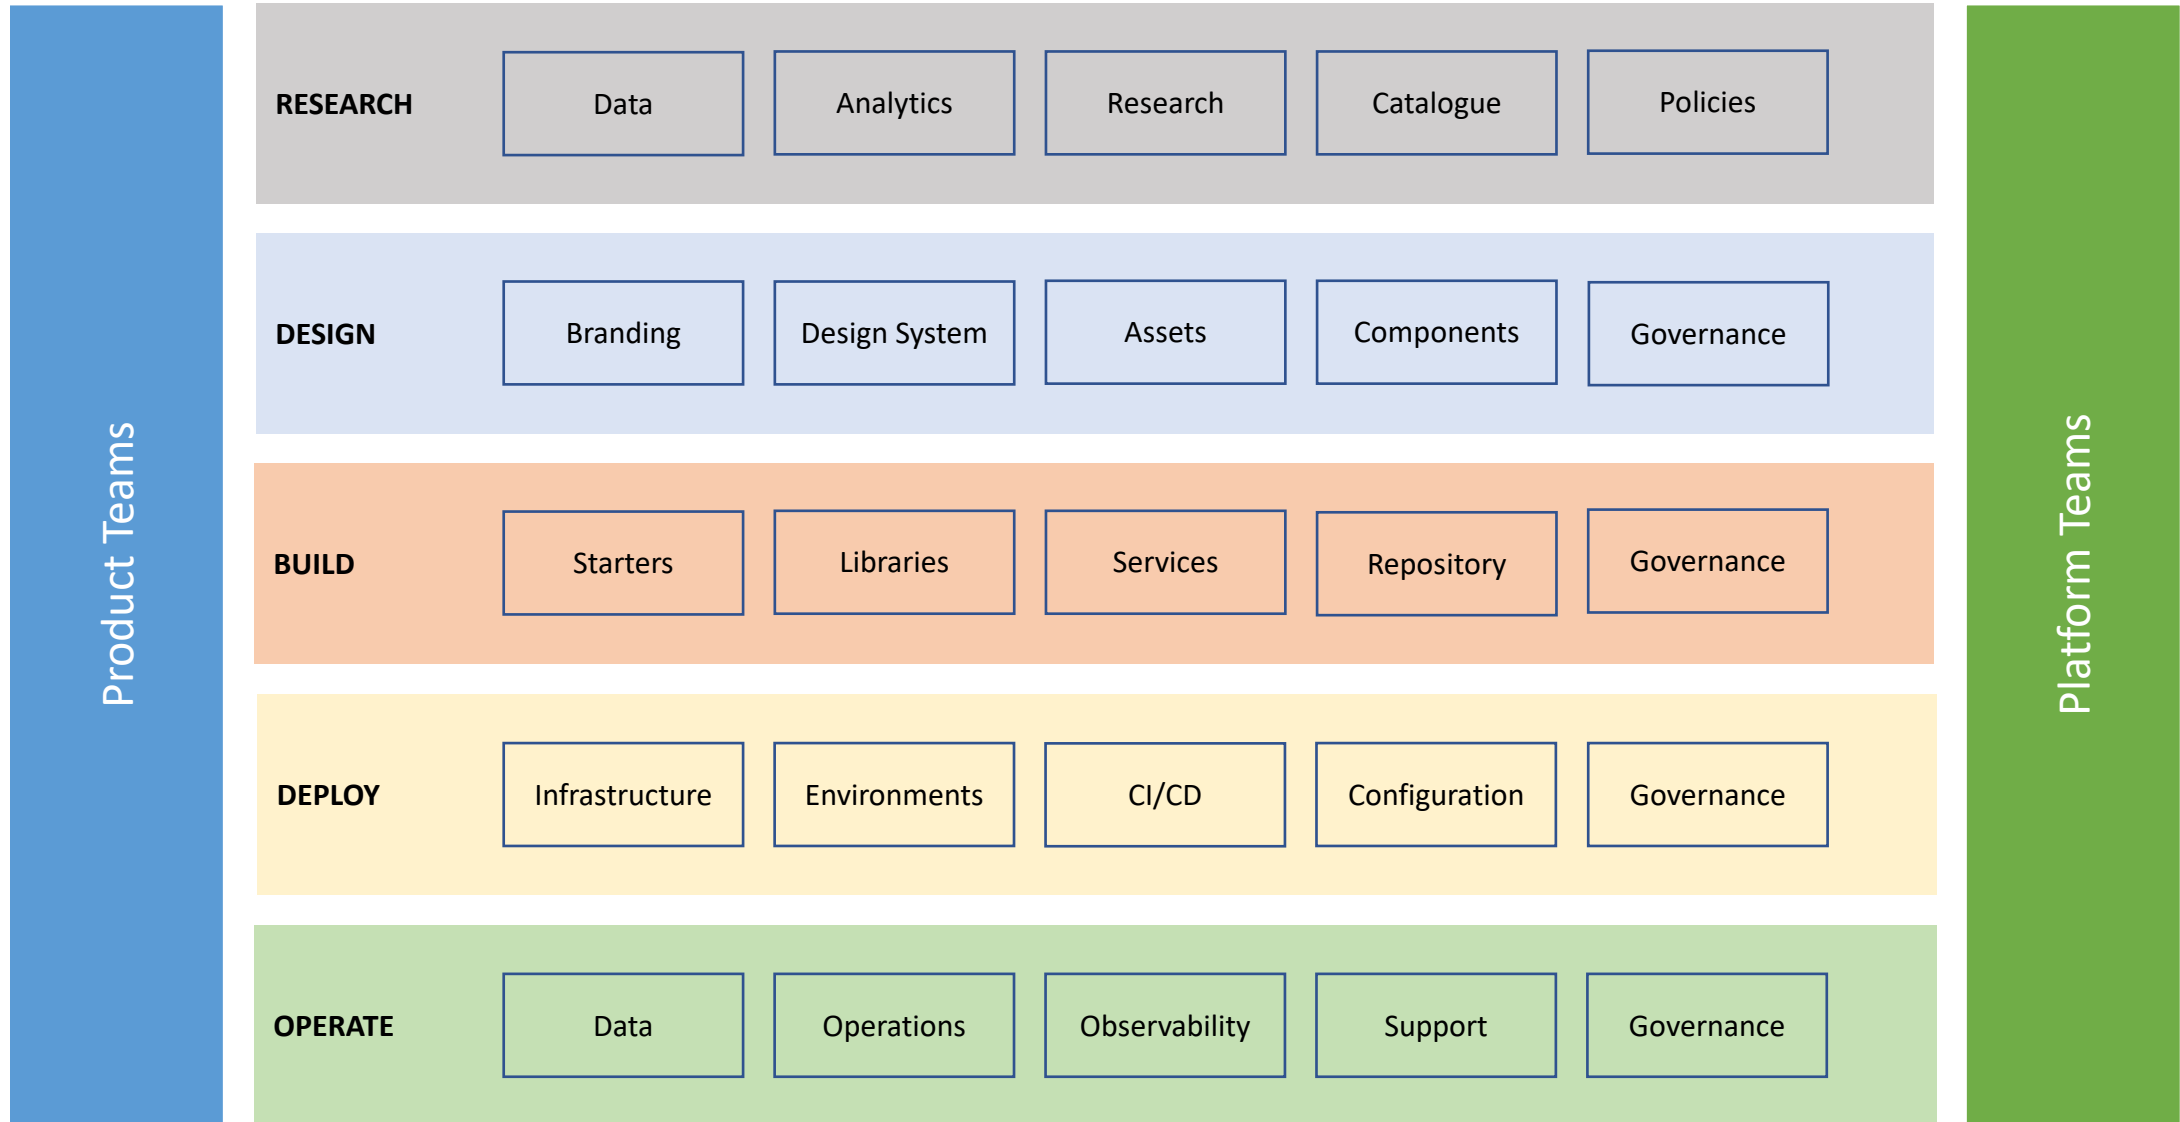 Product Teams
RESEARCH
Data
Analytics
Research
Catalogue
Policies
DESIGN
Branding
Design System
Assets
Components
Governance
BUILD
Starters
Libraries
Services
Repository
Governance
DEPLOY
Infrastructure
Environments
CI/CD
Configuration
Governance
OPERATE
Data
Operations
Observability
Support
Governance
Platform Teams